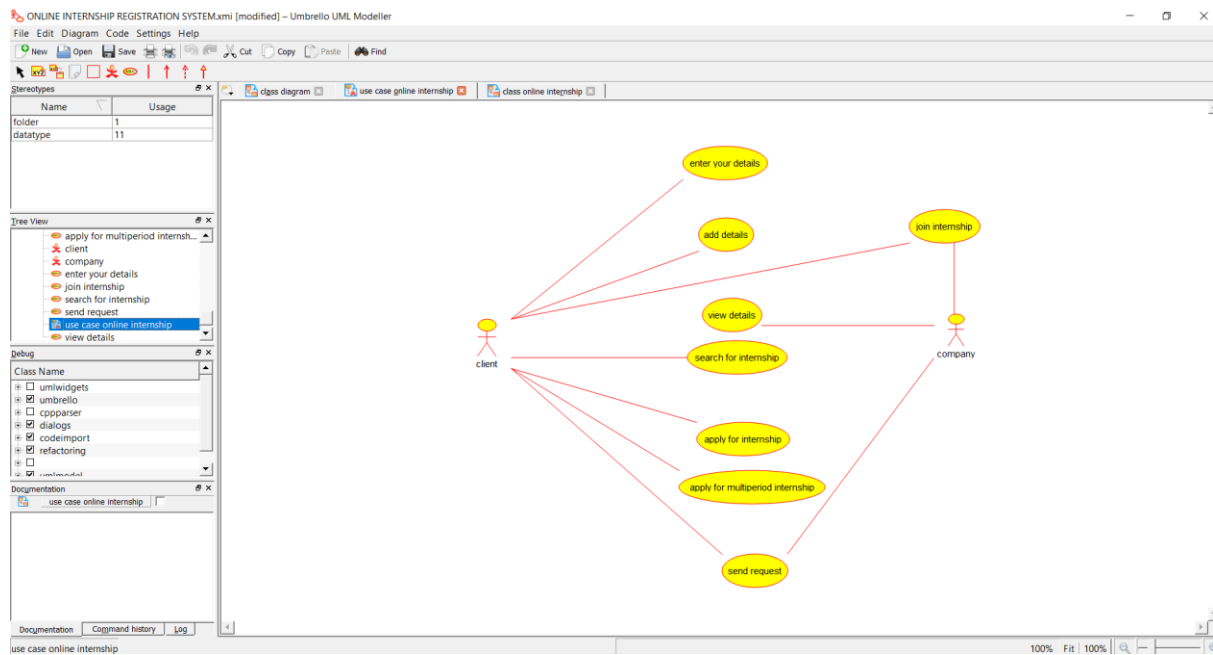 ONLINE INTERNSHIP REGISTRATION SYSTEM.xmi [modified] – Umbrello UML Modeller
File Edit Diagram Code Settings Help
New Open Save Cut Copy Paste Find
Stereotypes
Name Usage
folder 1
datatype 11
Tree View
apply for multiperiod internsh...
client
company
enter your details
join internship
search for internship
send request
use case online internship
view details
Debug
Class Name
umlwidgets
umbrello
cppparser
dialogs
codeimport
refactoring
umlmodel
Documentation
use case online internship
Documentation Command history Log
use case online internship
class diagram use case online internship class online internship
enter your details
add details
join internship
view details
client
search for internship
company
apply for internship
apply for multiperiod internship
send request
100% Fit 100%